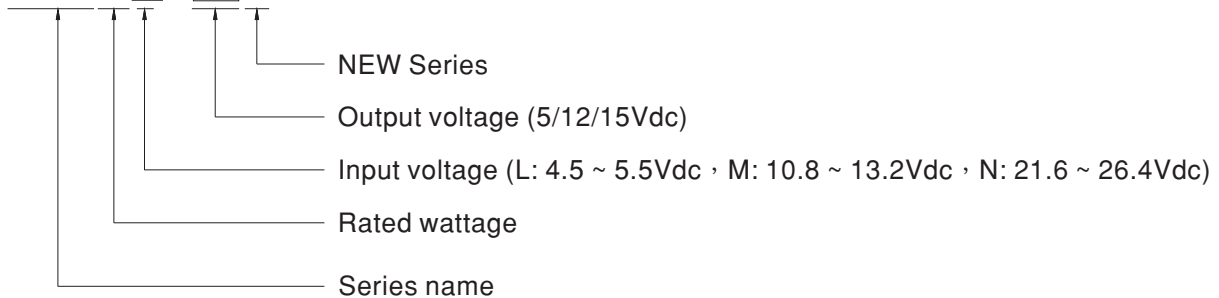 NEW Series
Output voltage (5/12/15Vdc)
Input voltage (L: 4.5 ~ 5.5Vdc，M: 10.8 ~ 13.2Vdc，N: 21.6 ~ 26.4Vdc)
Rated wattage
Series name